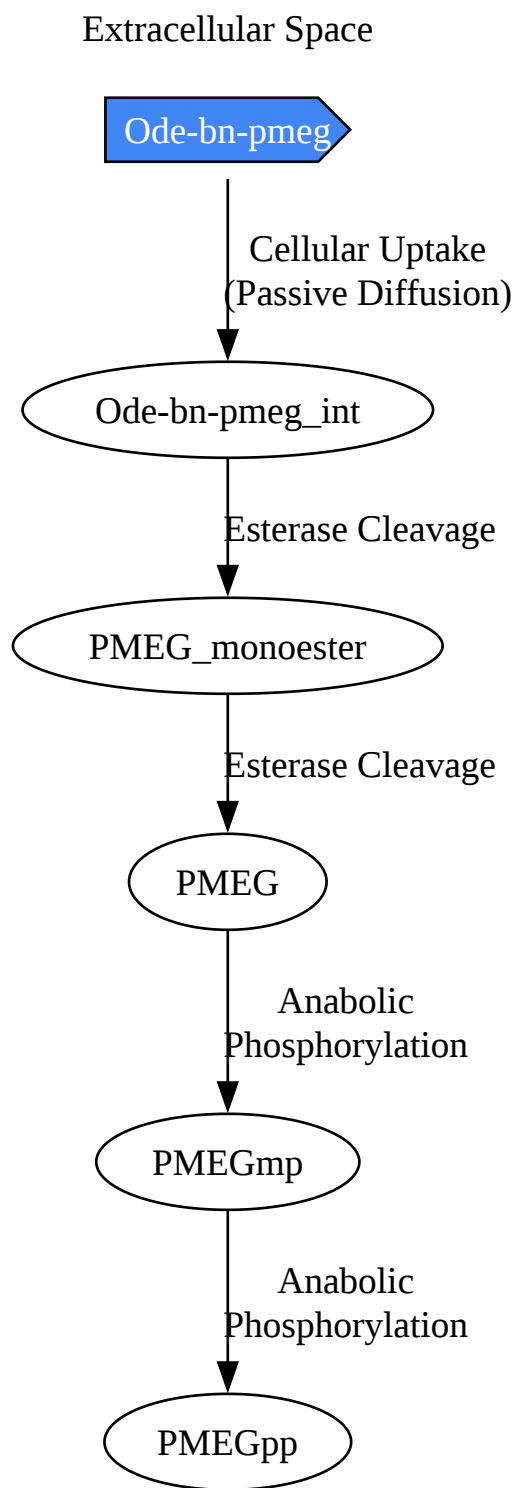 Extracellular Space
Ode-bn-pmeg
Cellular Uptake
(Passive Diffusion)
Ode-bn-pmeg_int
Esterase Cleavage
PMEG_monoester
Esterase Cleavage
PMEG
Anabolic
Phosphorylation
PMEGmp
Anabolic
Phosphorylation
PMEGpp